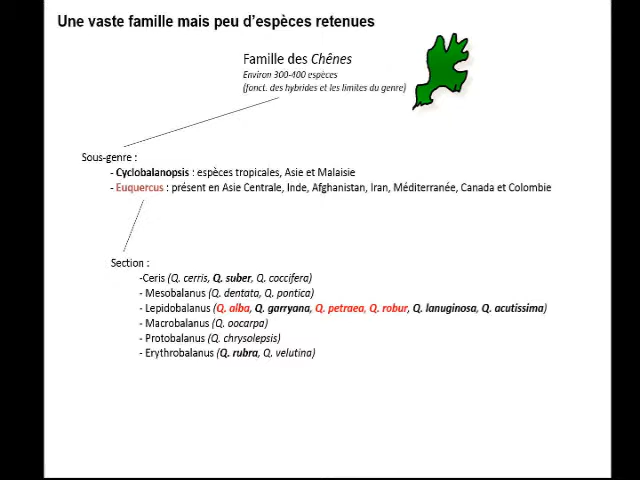 Une vaste famille mais peu d'espèces retenues
Famille des Chênes
Environ 300-400 espèces
(fonct. des hybrides et les limites du genre)
Sous-genre :
- Cyclobalanopsis : espèces tropicales, Asie et Malaisie
- Euquercus : présent en Asie Centrale, Inde, Afghanistan, Iran, Méditerranée, Canada et Colombie
Section :
-Ceris (Q. cerris, Q. suber, Q. coccifera)
- Mesobalanus (Q. dentata, Q. pontica)
- Lepidobalanus (Q. alba, Q. garryana, Q. petraea, Q. robur, Q. lanuginosa, Q. acutissima)
- Macrobalanus (Q. oocarpa)
- Protobalanus (Q. chrysolepsis)
- Erythrobalanus (Q. rubra, Q. velutina)